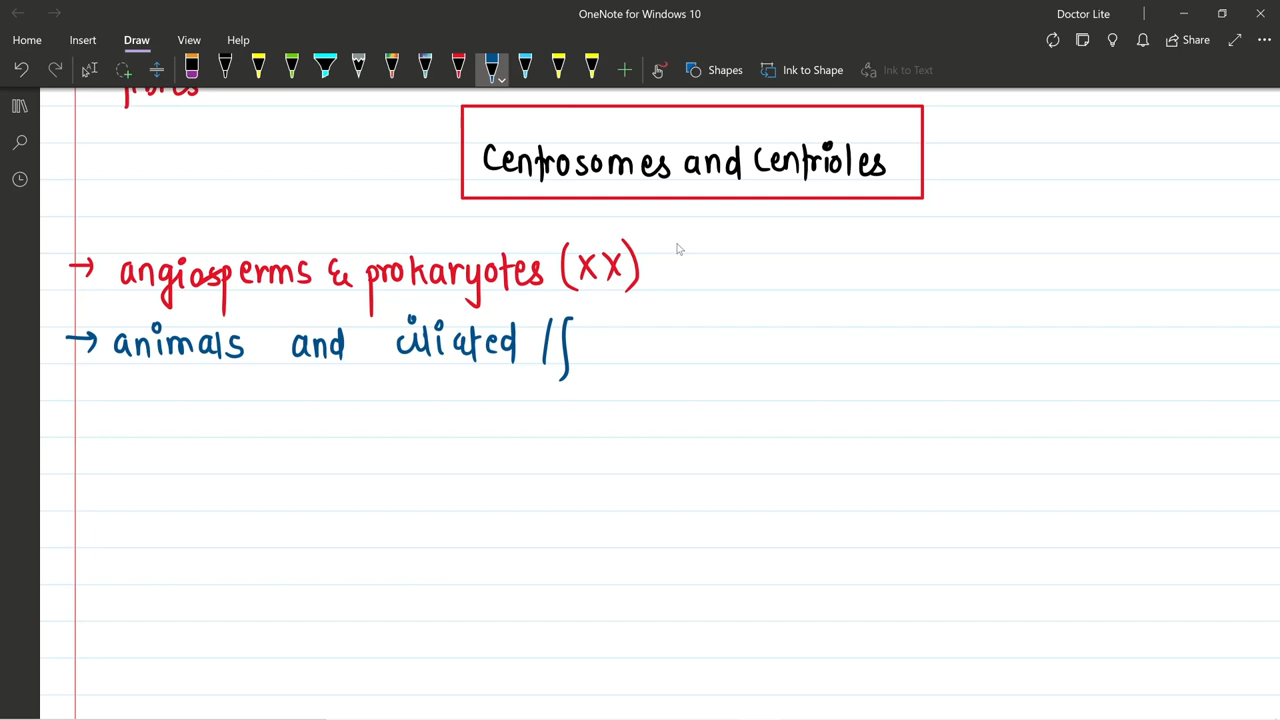 OneNote for Windows 10
Doctor Lite
Home Insert Draw View Help
Share
Shapes
Ink to Shape
Ink to Text
fibres
Centrosomes and Centrioles
→ angiosperms & prokaryotes (XX)
→ animals and ciliated /